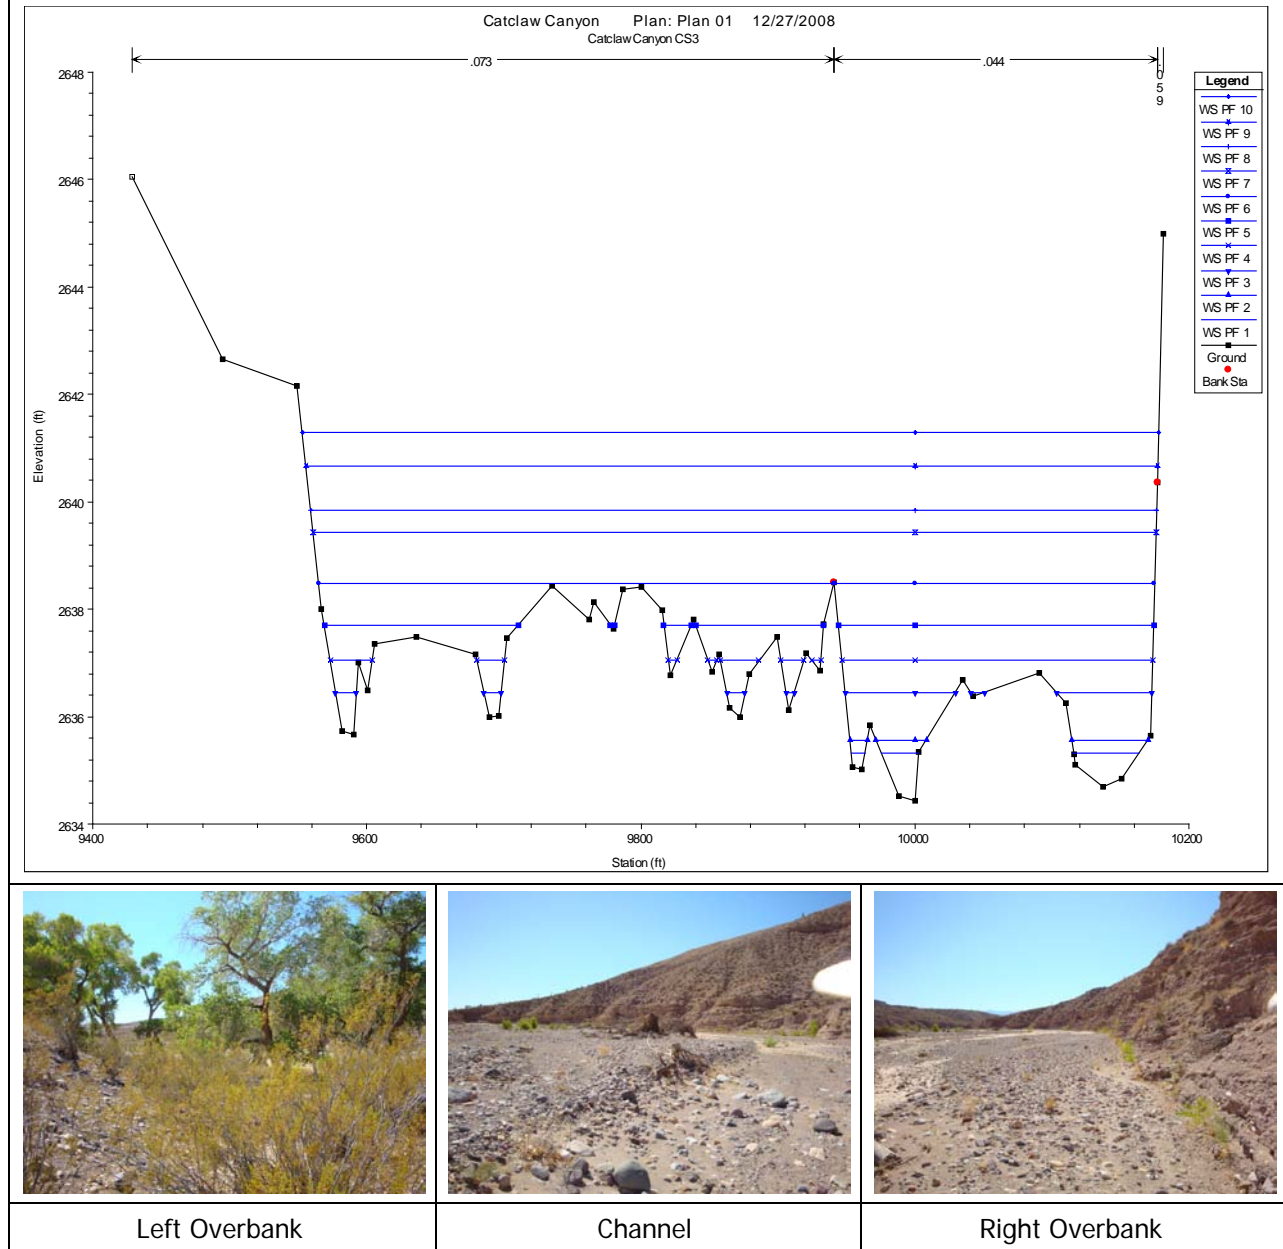 Catclaw Canyon Plan: Plan 01 12/27/2008
Catclaw Canyon CS3
.073
.044
.059
Legend
WS PF 10
WS PF 9
WS PF 8
WS PF 7
WS PF 6
WS PF 5
WS PF 4
WS PF 3
WS PF 2
WS PF 1
Ground
Bank Sta
2648
2646
2644
2642
2640
2638
2636
2634
Elevation (ft)
9400
9600
9800
10000
10200
Station (ft)
Left Overbank
Channel
Right Overbank